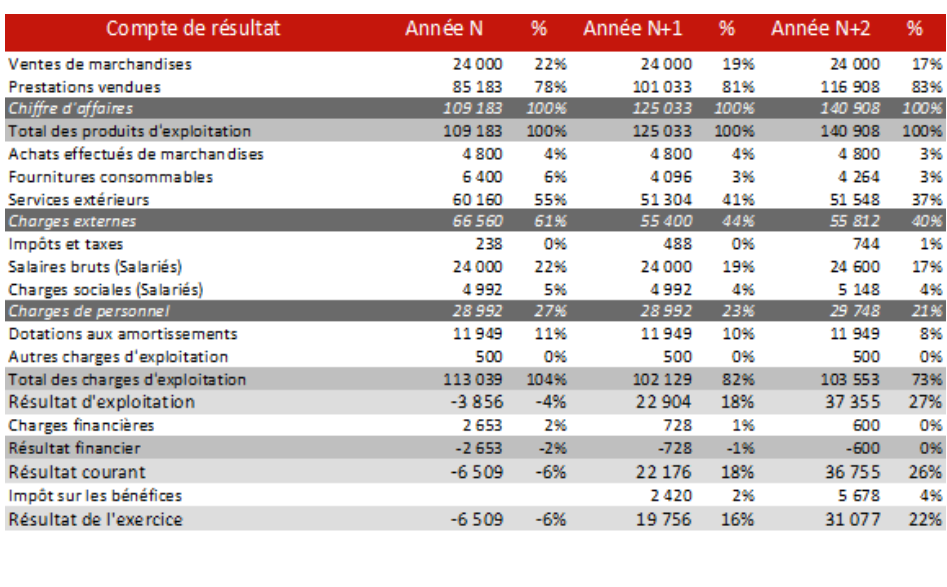 Compte de résultat Année N % Année N+1 % Année N+2 %
Ventes de marchandises 24 000 22% 24 000 19% 24 000 17%
Prestations vendues 85 183 78% 101 033 81% 116 908 83%
Chiffre d'affaires 109 183 100% 125 033 100% 140 908 100%
Total des produits d'exploitation 109 183 100% 125 033 100% 140 908 100%
Achats effectués de marchandises 4 800 4% 4 800 4% 4 800 3%
Fournitures consommables 6 400 6% 4 096 3% 4 264 3%
Services extérieurs 60 160 55% 51 304 41% 51 548 37%
Charges externes 66 560 61% 55 400 44% 55 812 40%
Impôts et taxes 238 0% 488 0% 744 1%
Salaires bruts (Salariés) 24 000 22% 24 000 19% 24 600 17%
Charges sociales (Salariés) 4 992 5% 4 992 4% 5 148 4%
Charges de personnel 28 992 27% 28 992 23% 29 748 21%
Dotations aux amortissements 11 949 11% 11 949 10% 11 949 8%
Autres charges d'exploitation 500 0% 500 0% 500 0%
Total des charges d'exploitation 113 039 104% 102 129 82% 103 553 73%
Résultat d'exploitation -3 856 -4% 22 904 18% 37 355 27%
Charges financières 2 653 2% 728 1% 600 0%
Résultat financier -2 653 -2% -728 -1% -600 0%
Résultat courant -6 509 -6% 22 176 18% 36 755 26%
Impôt sur les bénéfices 2 420 2% 5 678 4%
Résultat de l'exercice -6 509 -6% 19 756 16% 31 077 22%